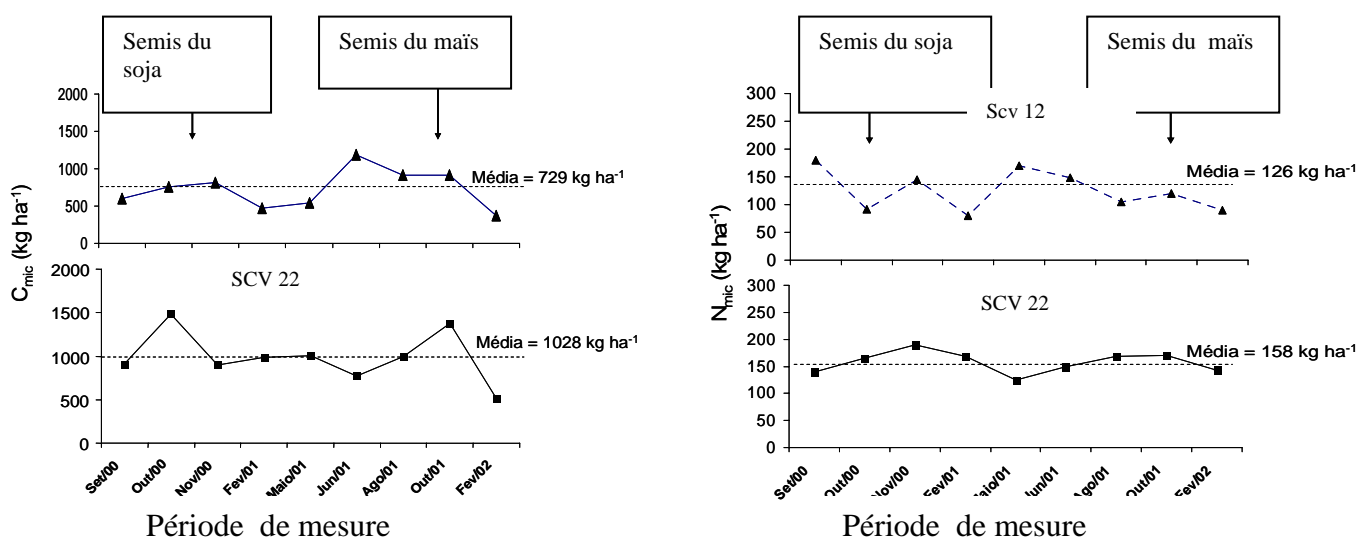 Semis du
soja
Semis du maïs
2000
1500
1000
500
0
Média = 729 kg ha-1
Cmic (kg ha-1)
SCV 22
2000
1500
1000
500
0
Média = 1028 kg ha-1
Set/00
Out/00
Nov/00
Fev/01
Maio/01
Jun/01
Ago/01
Out/01
Fev/02
Période de mesure
Semis du soja
Semis du maïs
Scv 12
300
250
200
150
100
50
0
Média = 126 kg ha-1
Nmic (kg ha-1)
SCV 22
300
250
200
150
100
50
0
Média = 158 kg ha-1
Set/00
Out/00
Nov/00
Fev/01
Maio/01
Jun/01
Ago/01
Out/01
Fev/02
Période de mesure